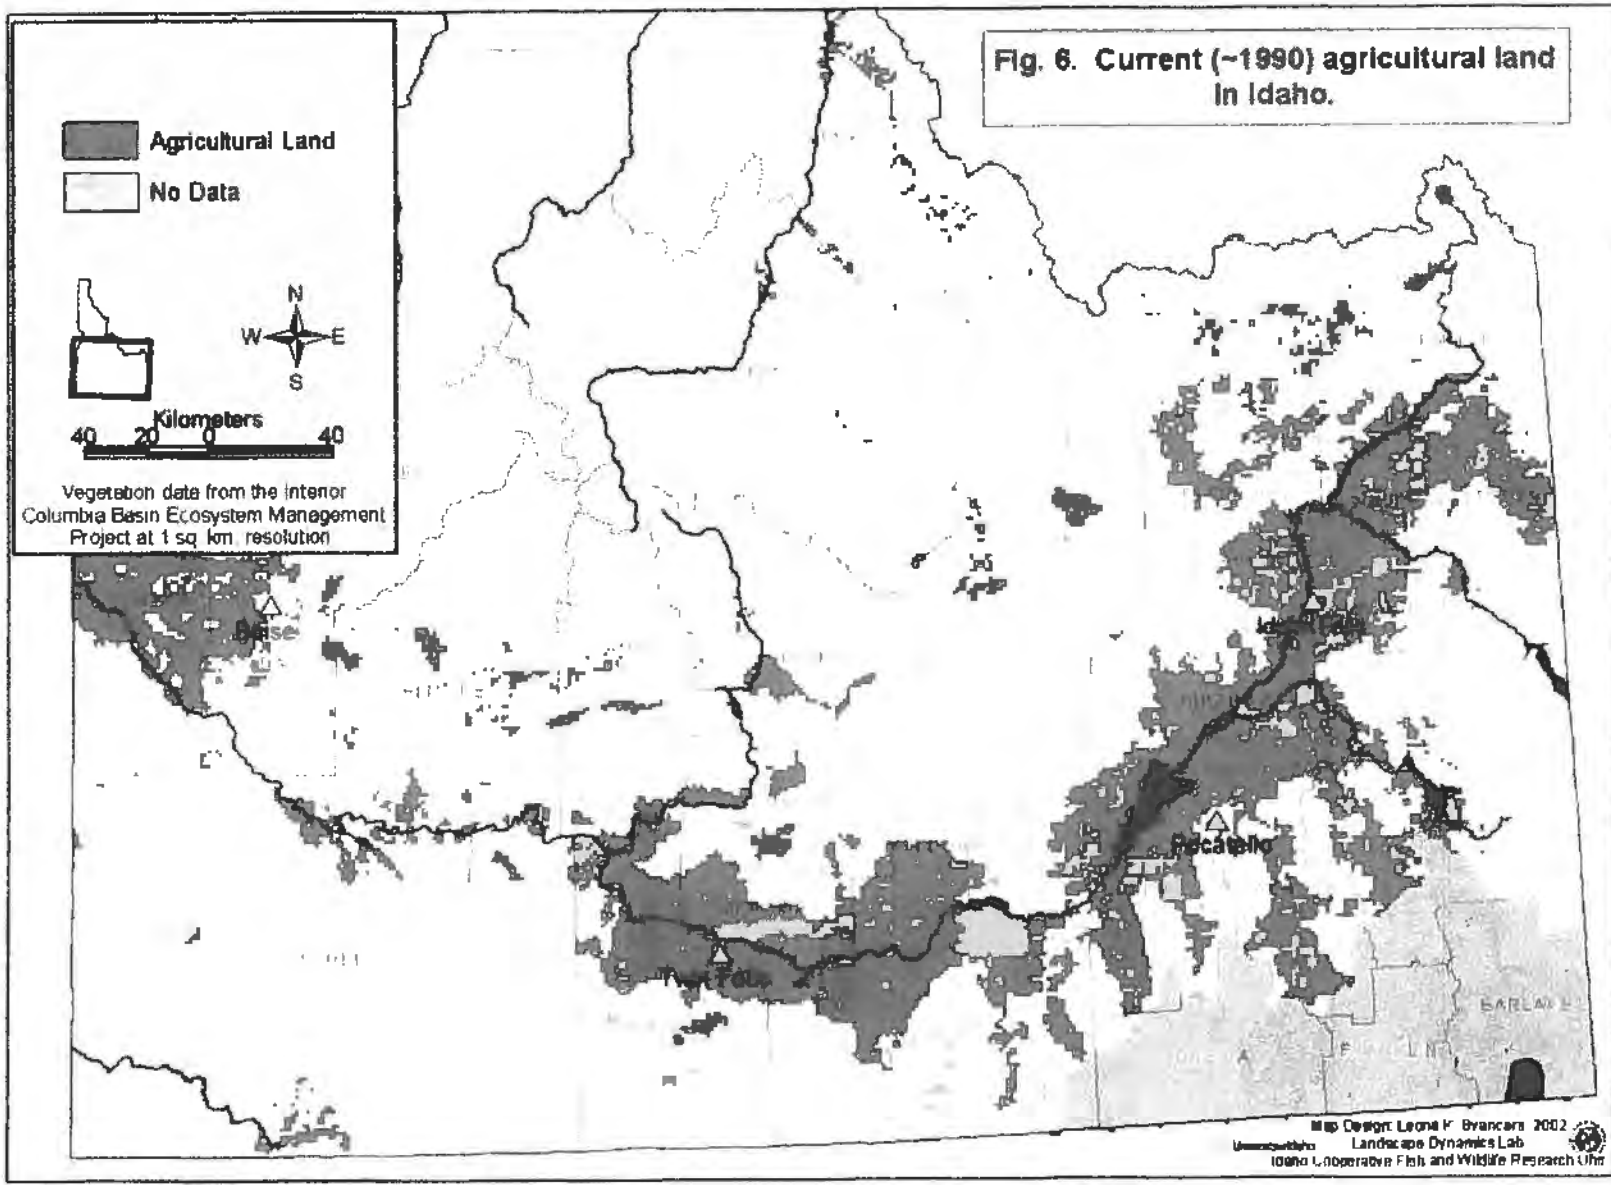 Fig. 6. Current (~1990) agricultural land
in Idaho.
Agricultural Land
No Data
N
W E
S
Kilometers
40 20 0 40
Vegetation data from the Interior
Columbia Basin Ecosystem Management
Project at 1 sq km resolution
Boise
Idaho Falls
Pocatello
Twin Falls
BEAR LAKE
Map Design: Leona K. Svancara 2002
Landscape Dynamics Lab
Idaho Cooperative Fish and Wildlife Research Unit